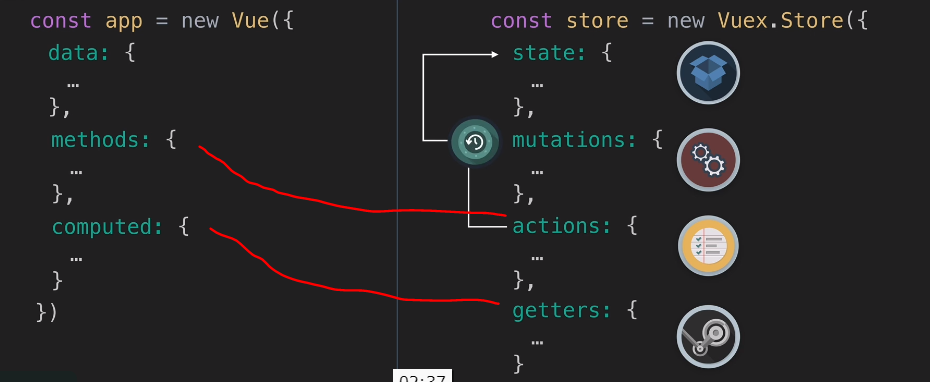 const app = new Vue({
data: {
…
},
methods: {
…
},
computed: {
…
}
})
const store = new Vuex.Store({
state: {
…
},
mutations: {
…
},
actions: {
…
},
getters: {
…
}
02:37